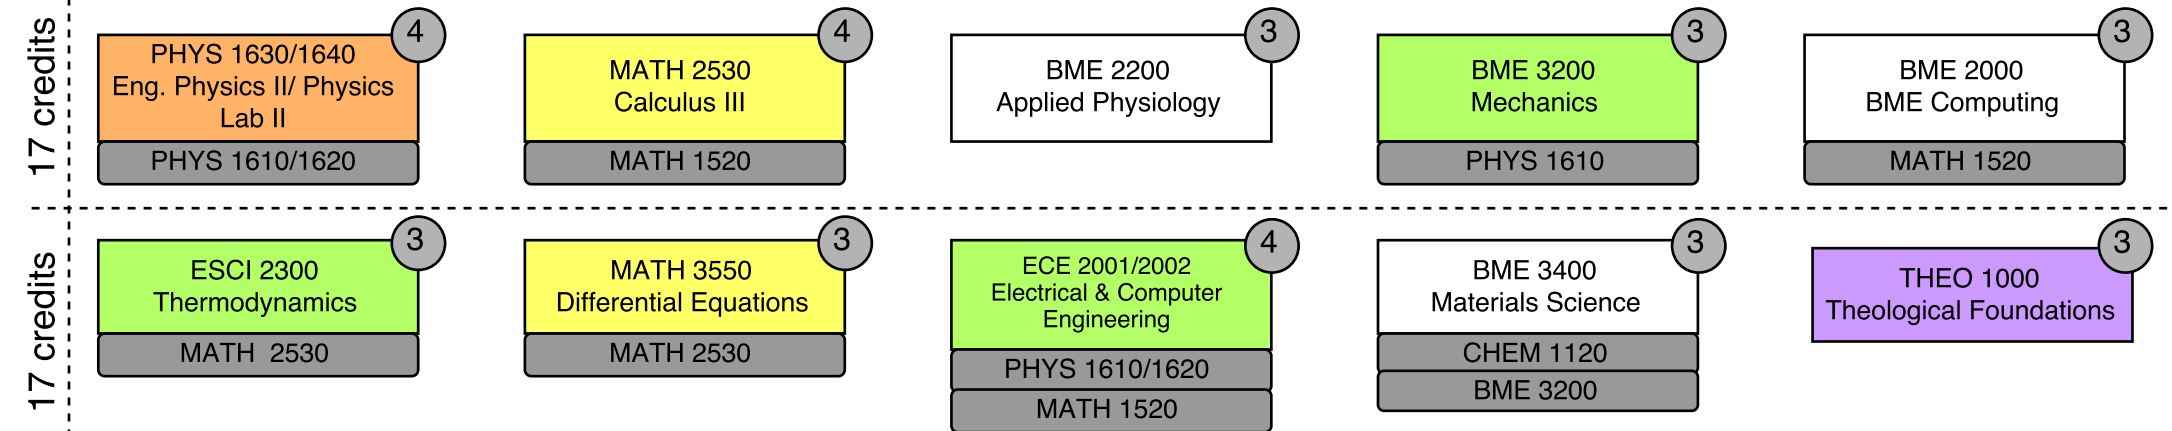 17 credits
4
PHYS 1630/1640
Eng. Physics II/ Physics
Lab II
PHYS 1610/1620
4
MATH 2530
Calculus III
MATH 1520
3
BME 2200
Applied Physiology
3
BME 3200
Mechanics
PHYS 1610
3
BME 2000
BME Computing
MATH 1520
17 credits
3
ESCI 2300
Thermodynamics
MATH 2530
3
MATH 3550
Differential Equations
MATH 2530
4
ECE 2001/2002
Electrical & Computer
Engineering
PHYS 1610/1620
MATH 1520
3
BME 3400
Materials Science
CHEM 1120
BME 3200
3
THEO 1000
Theological Foundations